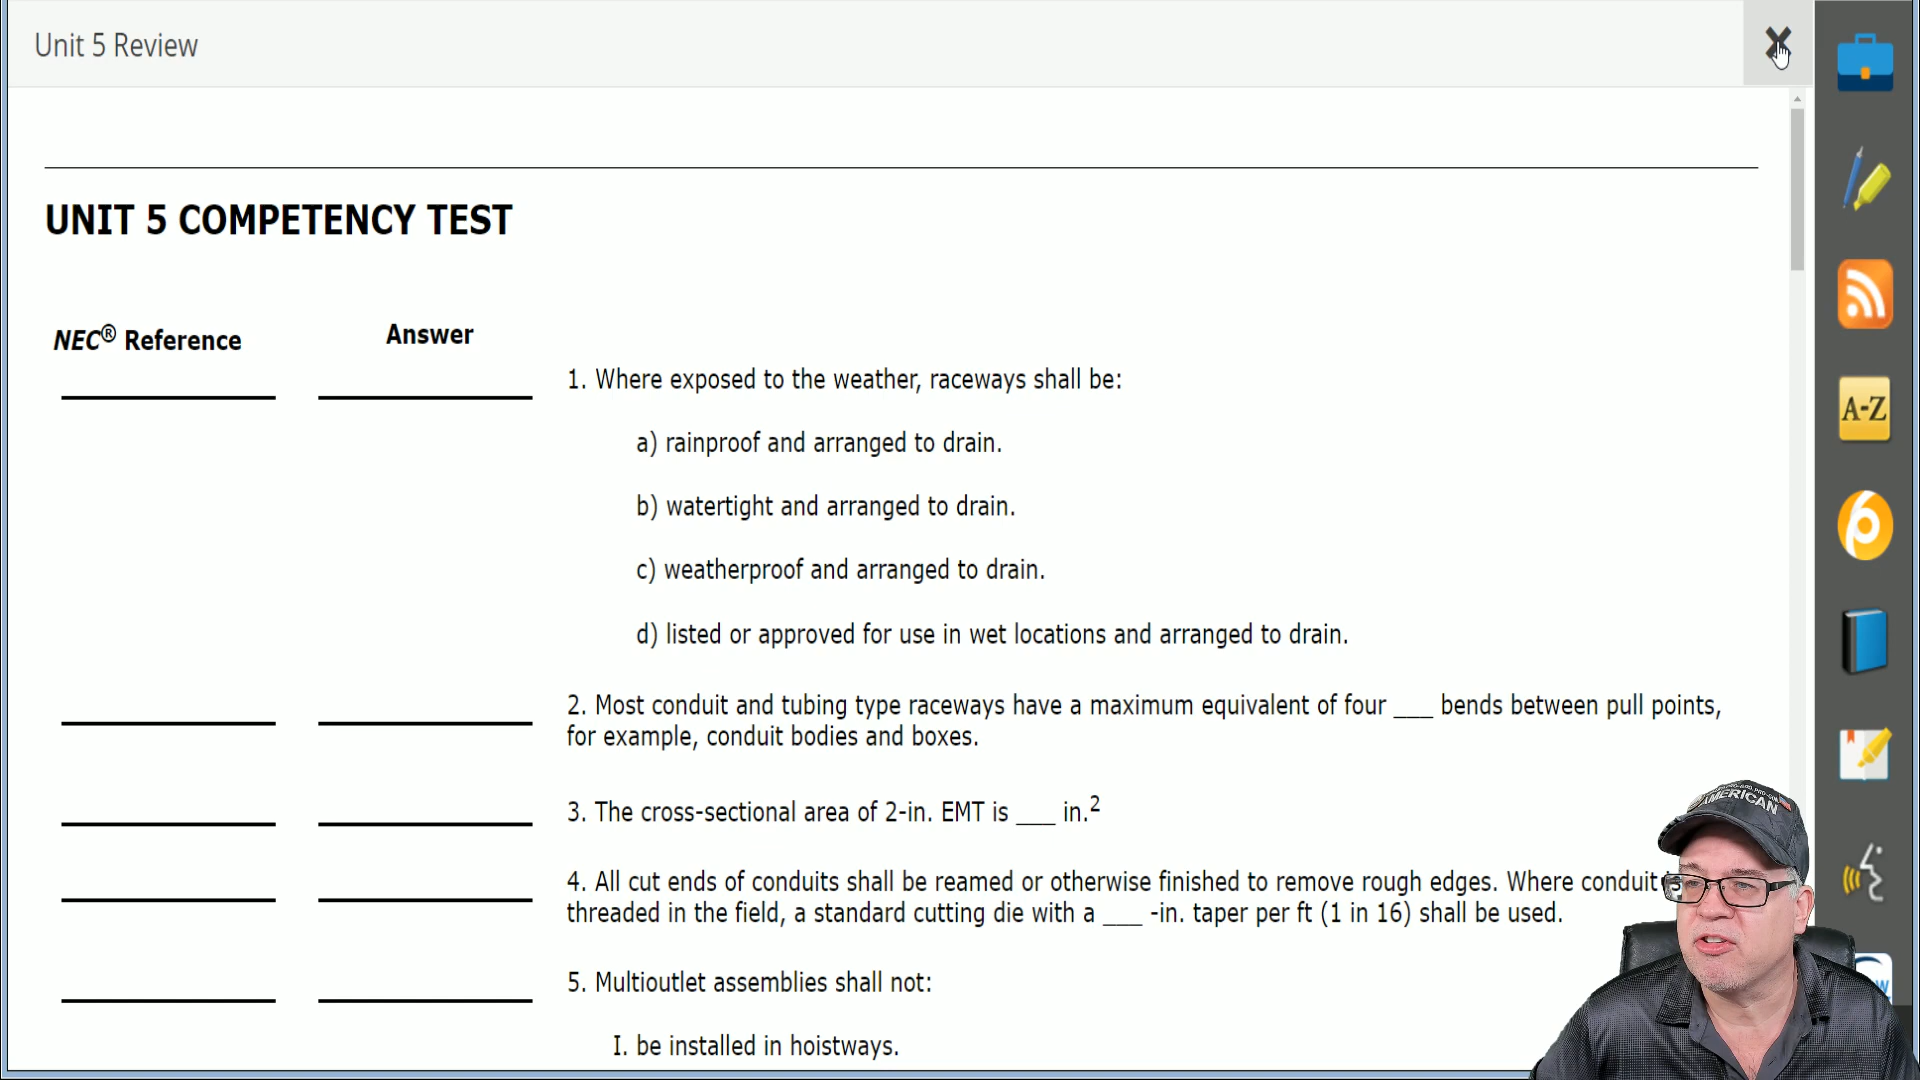 Unit 5 Review
UNIT 5 COMPETENCY TEST
NEC® Reference
Answer
1. Where exposed to the weather, raceways shall be:
a) rainproof and arranged to drain.
b) watertight and arranged to drain.
c) weatherproof and arranged to drain.
d) listed or approved for use in wet locations and arranged to drain.
2. Most conduit and tubing type raceways have a maximum equivalent of four ___ bends between pull points,
for example, conduit bodies and boxes.
3. The cross-sectional area of 2-in. EMT is ___ in.²
4. All cut ends of conduits shall be reamed or otherwise finished to remove rough edges. Where conduit
threaded in the field, a standard cutting die with a ___ -in. taper per ft (1 in 16) shall be used.
5. Multioutlet assemblies shall not:
I. be installed in hoistways.
A-Z
AMERICAN